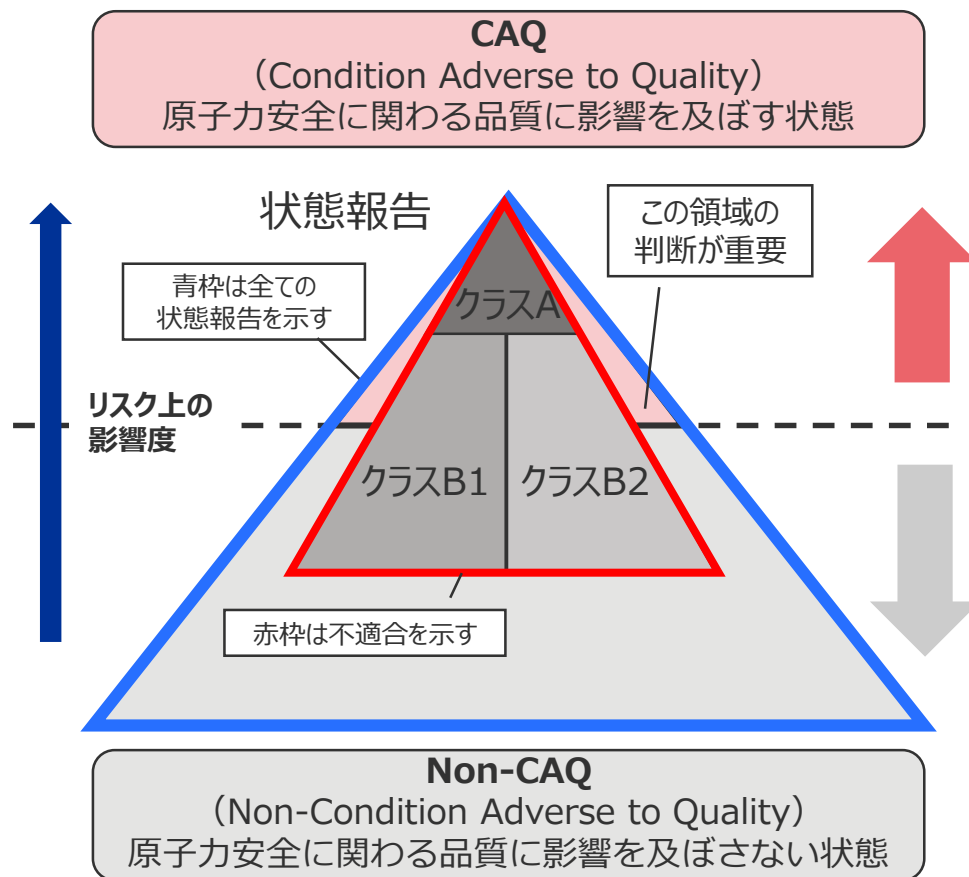 CAQ
（Condition Adverse to Quality）
原子力安全に関わる品質に影響を及ぼす状態
状態報告
この領域の
判断が重要
青枠は全ての
状態報告を示す
クラスA
リスク上の
影響度
クラスB1
クラスB2
赤枠は不適合を示す
Non-CAQ
（Non-Condition Adverse to Quality）
原子力安全に関わる品質に影響を及ぼさない状態